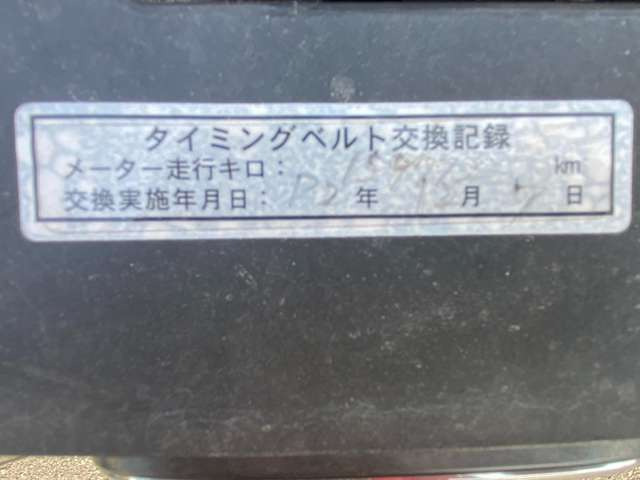 タイミングベルト交換記録
メーター走行キロ: km
交換実施年月日: 年 月 日